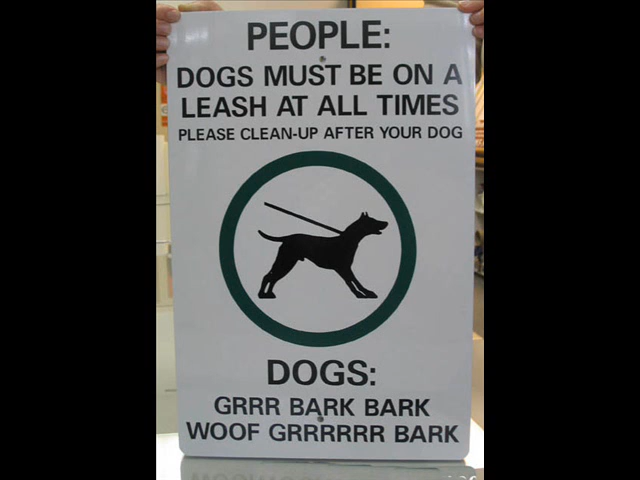 PEOPLE:
DOGS MUST BE ON A
LEASH AT ALL TIMES
PLEASE CLEAN-UP AFTER YOUR DOG
DOGS:
GRRR BARK BARK
WOOF GRRRRRR BARK